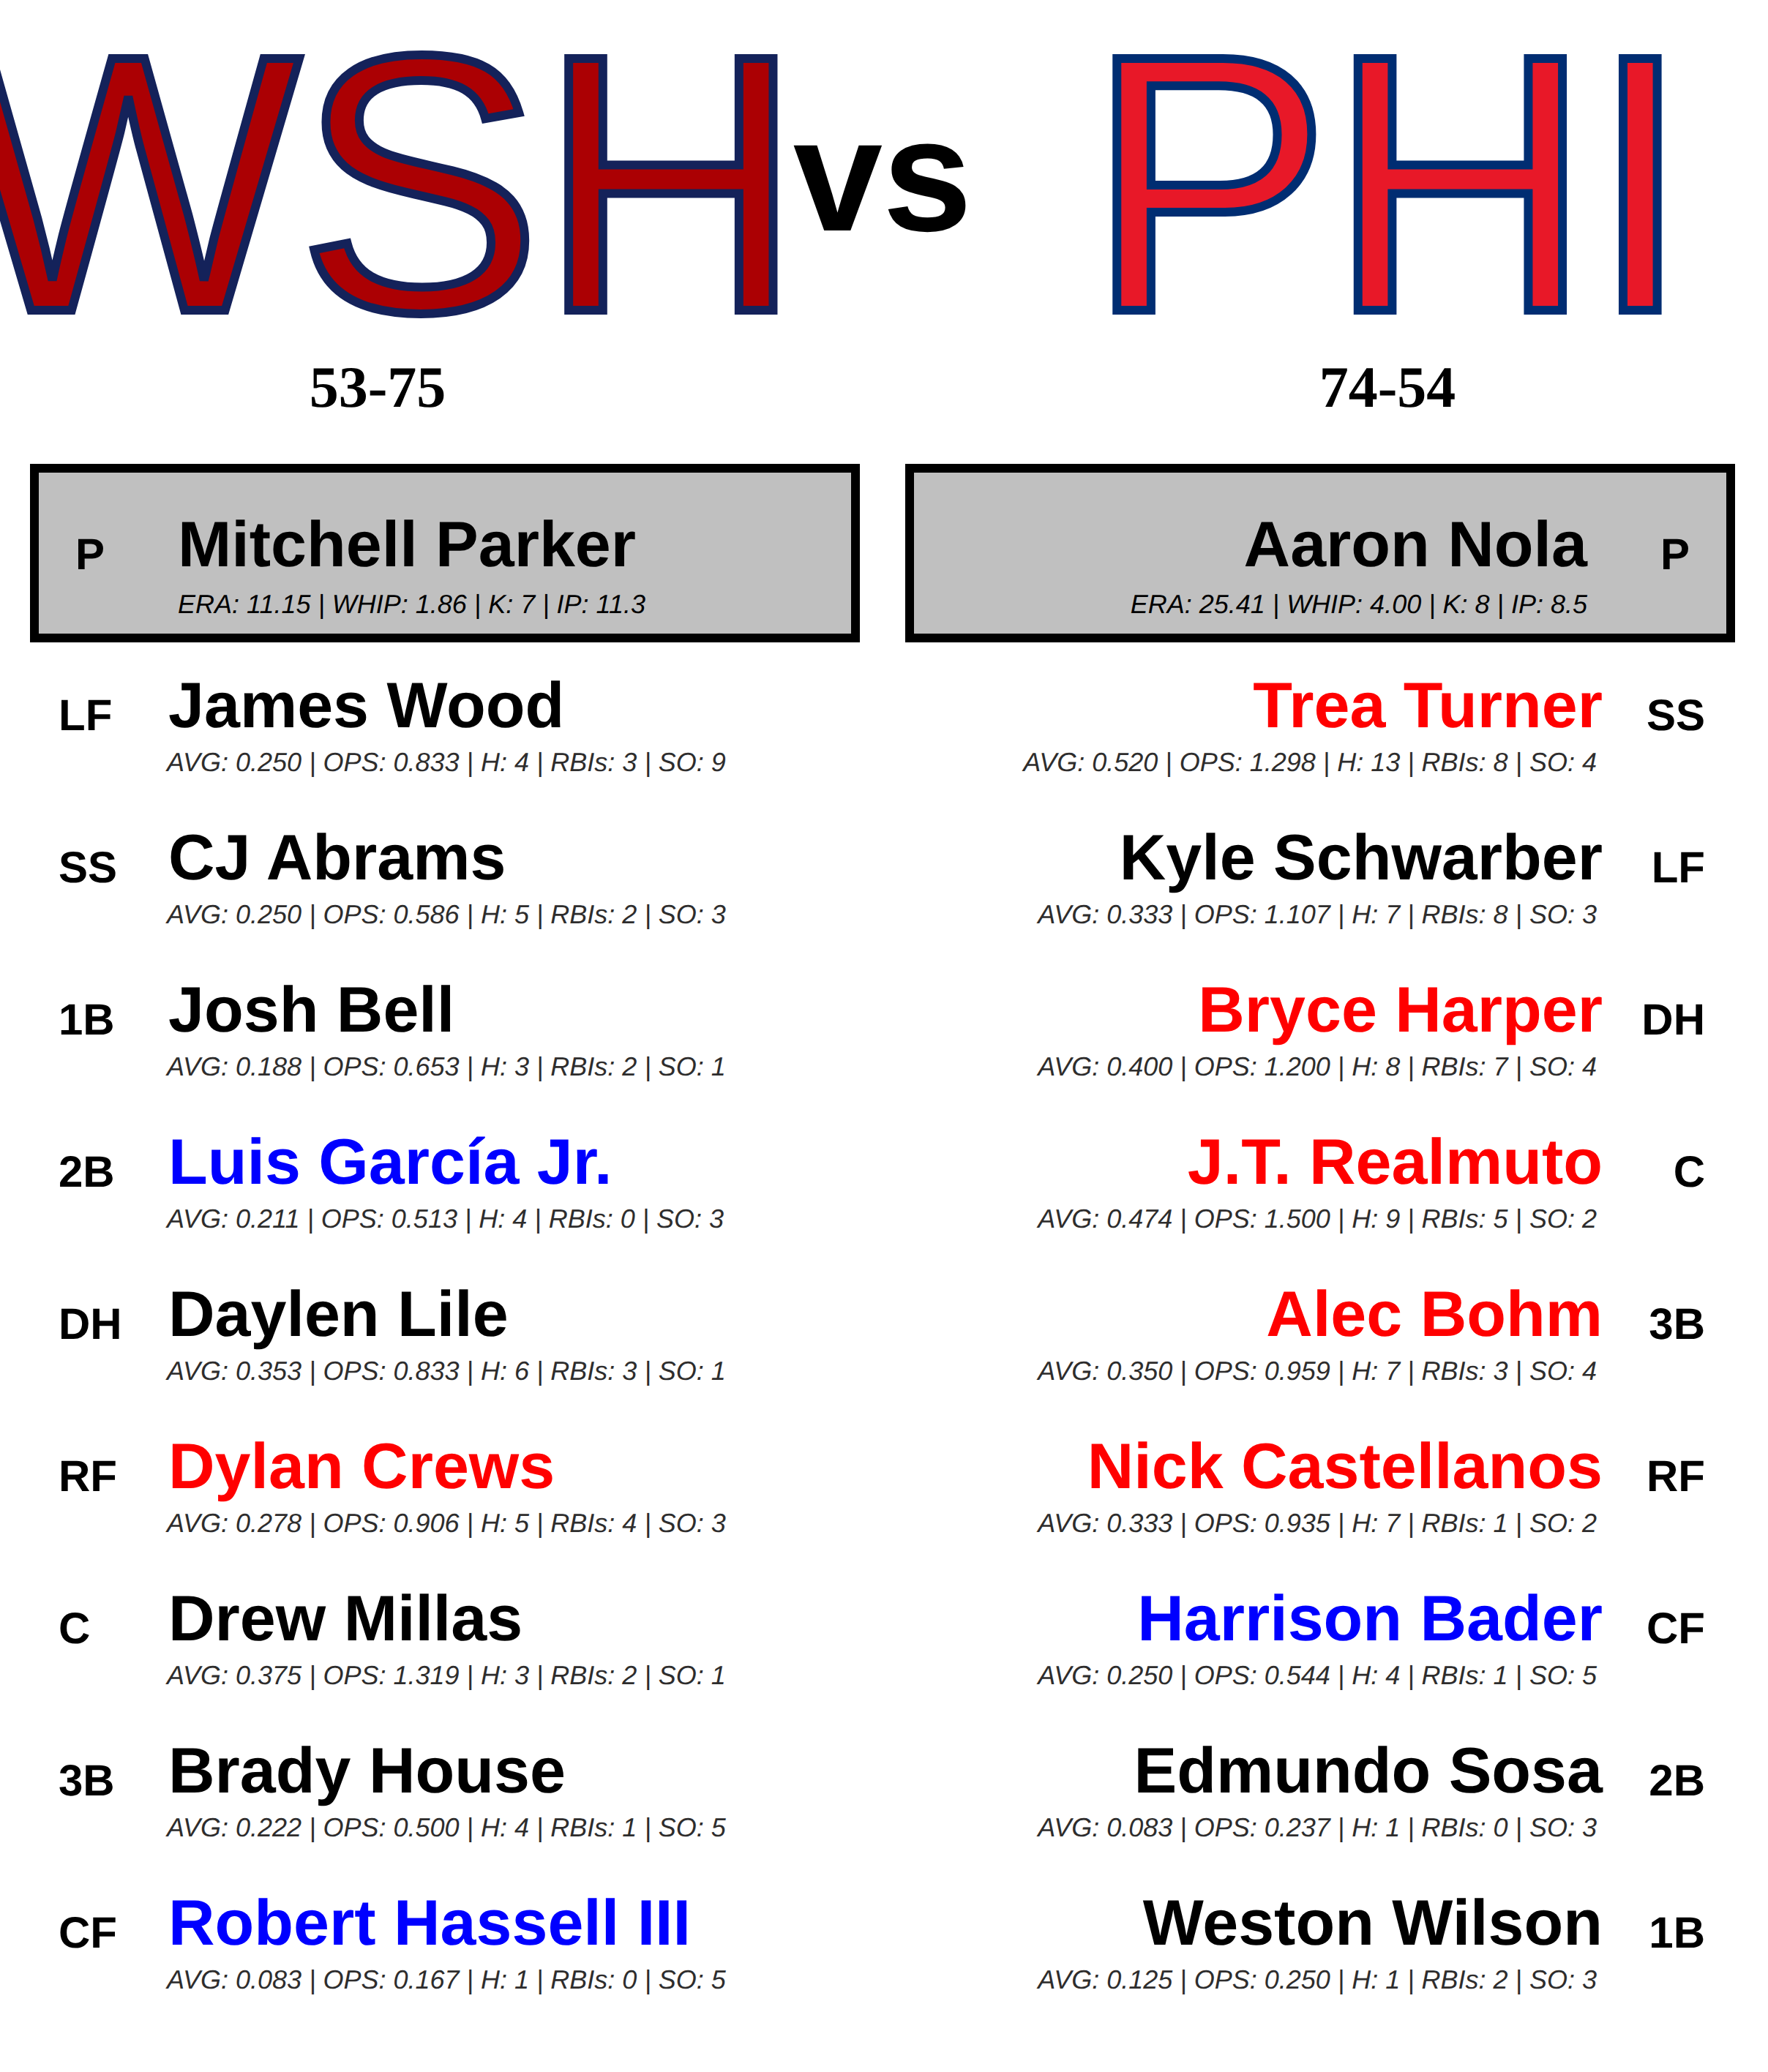 WSH vs PHI
53-75 74-54
P Mitchell Parker Aaron Nola P
ERA: 11.15 | WHIP: 1.86 | K: 7 | IP: 11.3 ERA: 25.41 | WHIP: 4.00 | K: 8 | IP: 8.5
LF James Wood Trea Turner SS
AVG: 0.250 | OPS: 0.833 | H: 4 | RBIs: 3 | SO: 9 AVG: 0.520 | OPS: 1.298 | H: 13 | RBIs: 8 | SO: 4
SS CJ Abrams Kyle Schwarber LF
AVG: 0.250 | OPS: 0.586 | H: 5 | RBIs: 2 | SO: 3 AVG: 0.333 | OPS: 1.107 | H: 7 | RBIs: 8 | SO: 3
1B Josh Bell Bryce Harper DH
AVG: 0.188 | OPS: 0.653 | H: 3 | RBIs: 2 | SO: 1 AVG: 0.400 | OPS: 1.200 | H: 8 | RBIs: 7 | SO: 4
2B Luis García Jr. J.T. Realmuto C
AVG: 0.211 | OPS: 0.513 | H: 4 | RBIs: 0 | SO: 3 AVG: 0.474 | OPS: 1.500 | H: 9 | RBIs: 5 | SO: 2
DH Daylen Lile Alec Bohm 3B
AVG: 0.353 | OPS: 0.833 | H: 6 | RBIs: 3 | SO: 1 AVG: 0.350 | OPS: 0.959 | H: 7 | RBIs: 3 | SO: 4
RF Dylan Crews Nick Castellanos RF
AVG: 0.278 | OPS: 0.906 | H: 5 | RBIs: 4 | SO: 3 AVG: 0.333 | OPS: 0.935 | H: 7 | RBIs: 1 | SO: 2
C Drew Millas Harrison Bader CF
AVG: 0.375 | OPS: 1.319 | H: 3 | RBIs: 2 | SO: 1 AVG: 0.250 | OPS: 0.544 | H: 4 | RBIs: 1 | SO: 5
3B Brady House Edmundo Sosa 2B
AVG: 0.222 | OPS: 0.500 | H: 4 | RBIs: 1 | SO: 5 AVG: 0.083 | OPS: 0.237 | H: 1 | RBIs: 0 | SO: 3
CF Robert Hassell III Weston Wilson 1B
AVG: 0.083 | OPS: 0.167 | H: 1 | RBIs: 0 | SO: 5 AVG: 0.125 | OPS: 0.250 | H: 1 | RBIs: 2 | SO: 3